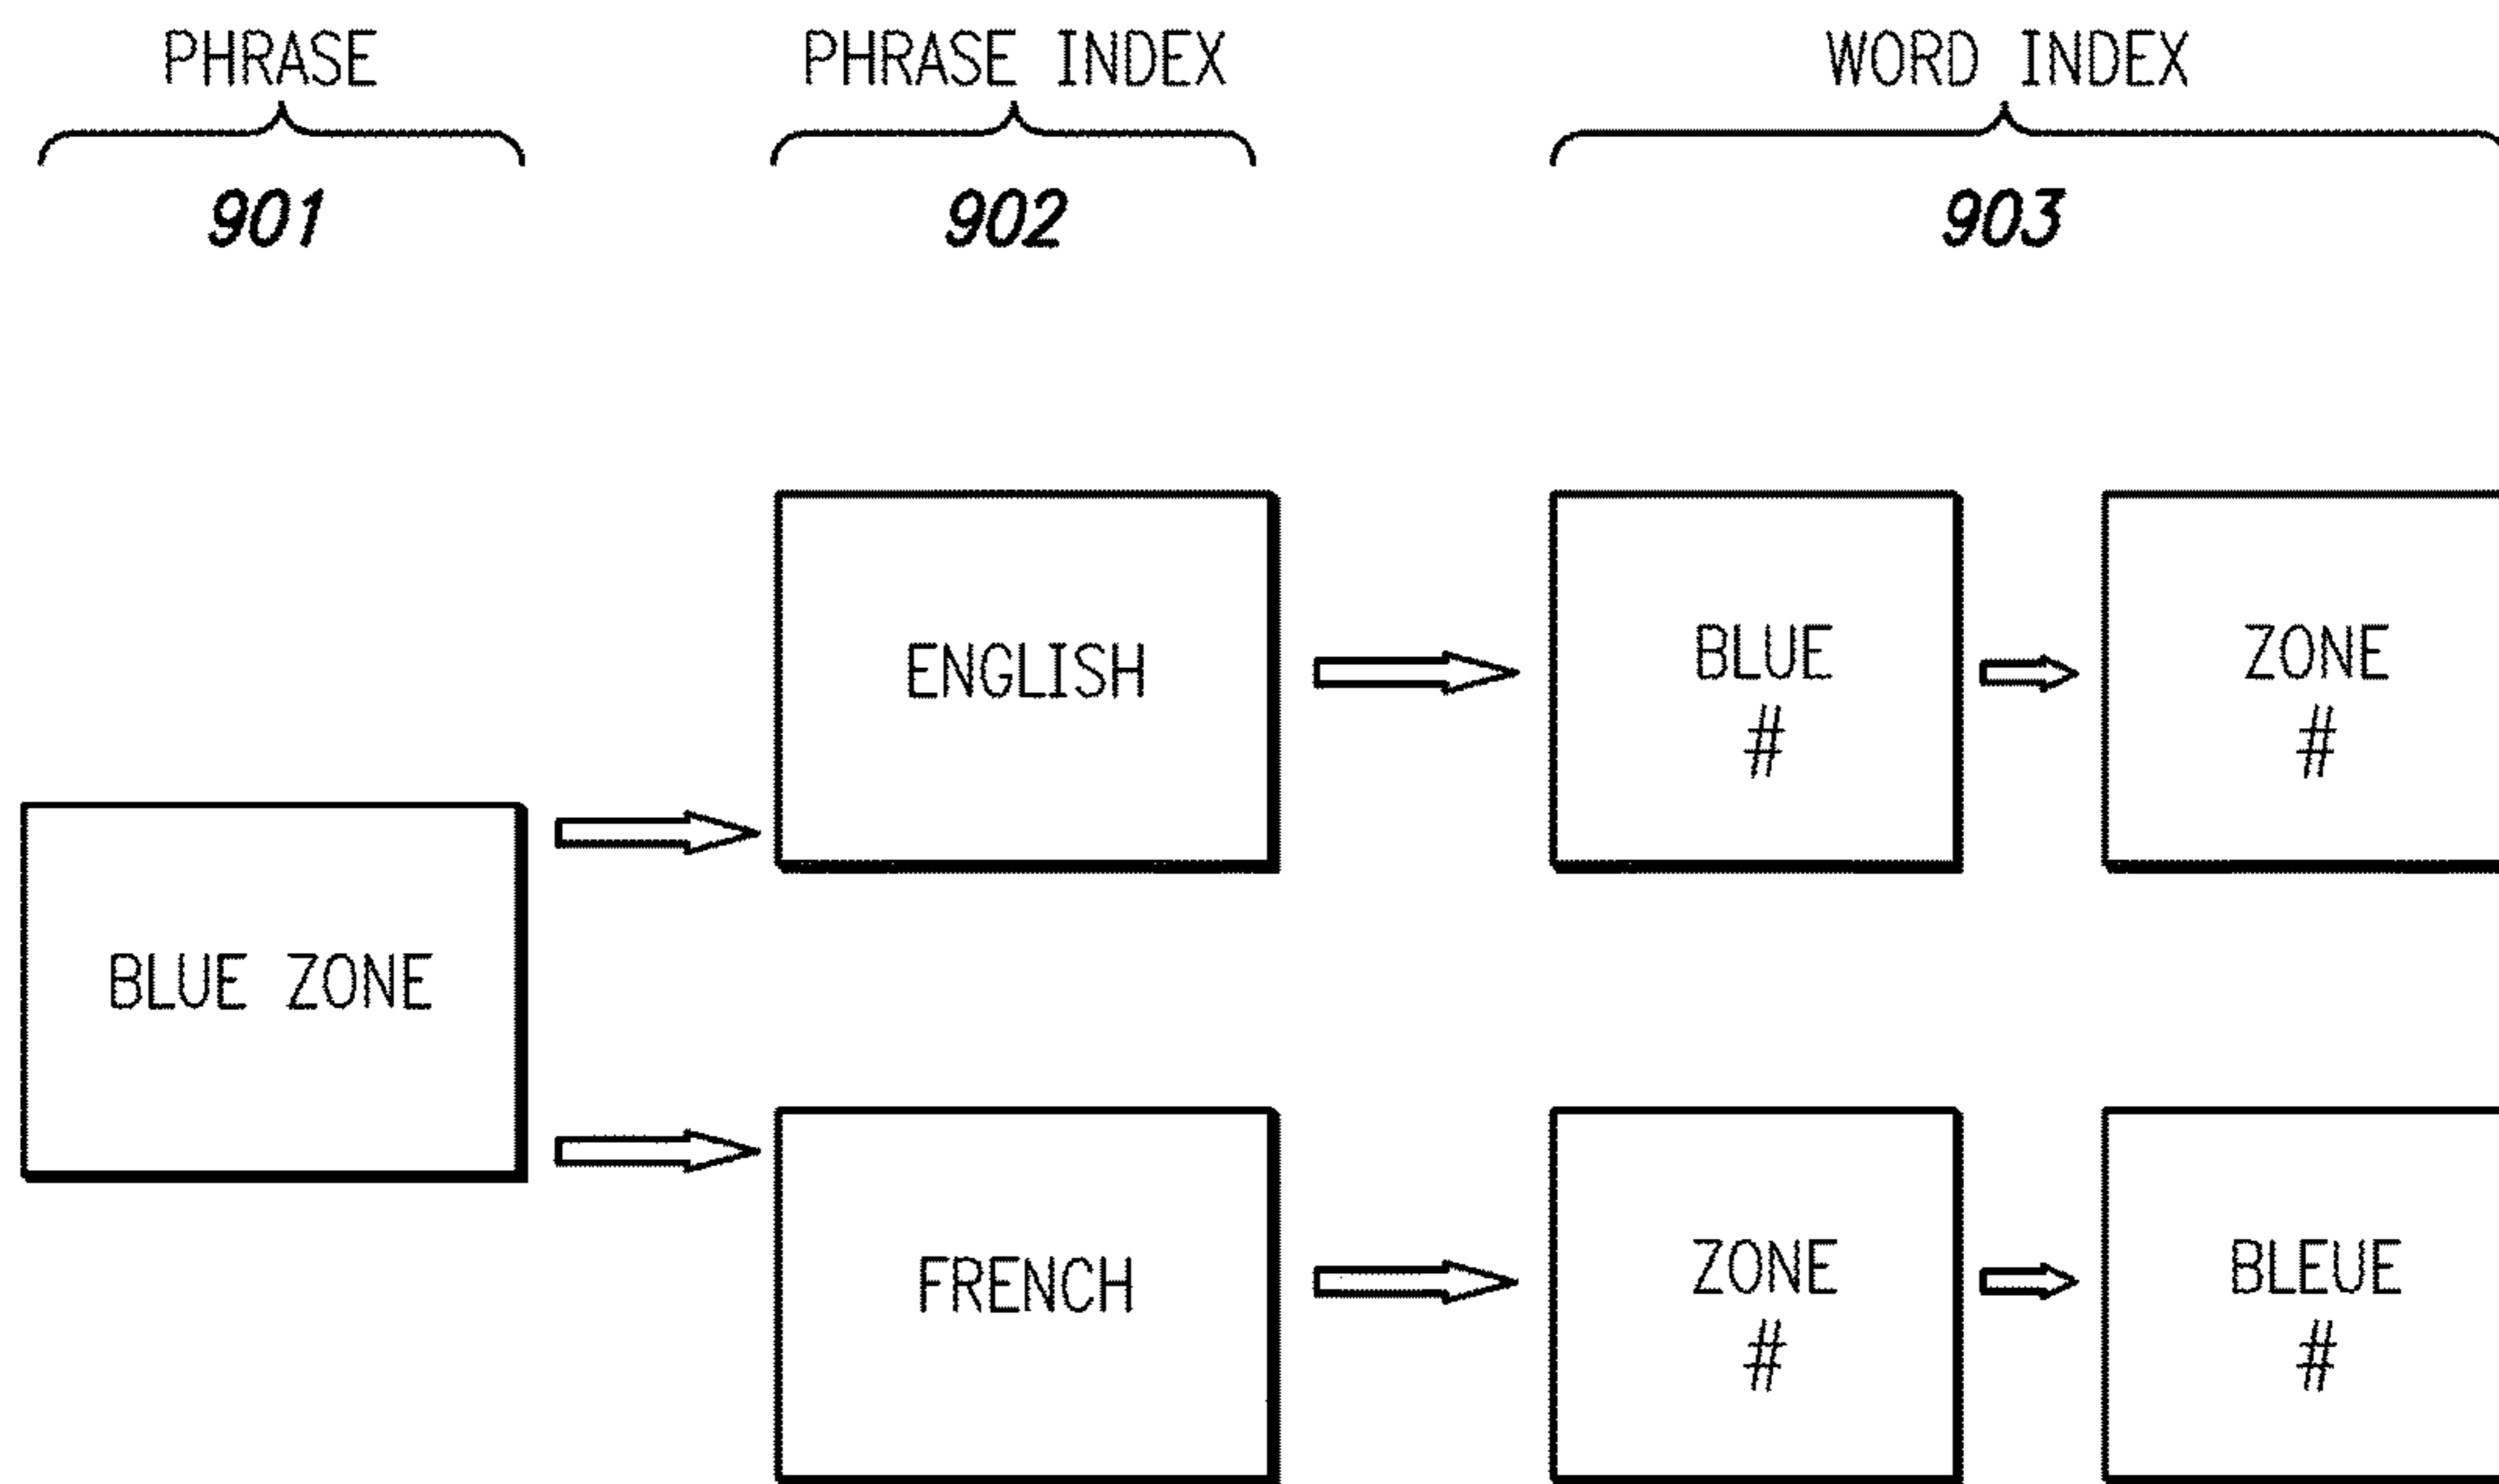 PHRASE PHRASE INDEX WORD INDEX
901 902 903
ENGLISH BLUE ZONE
# #
BLUE ZONE
FRENCH ZONE BLEUE
# #